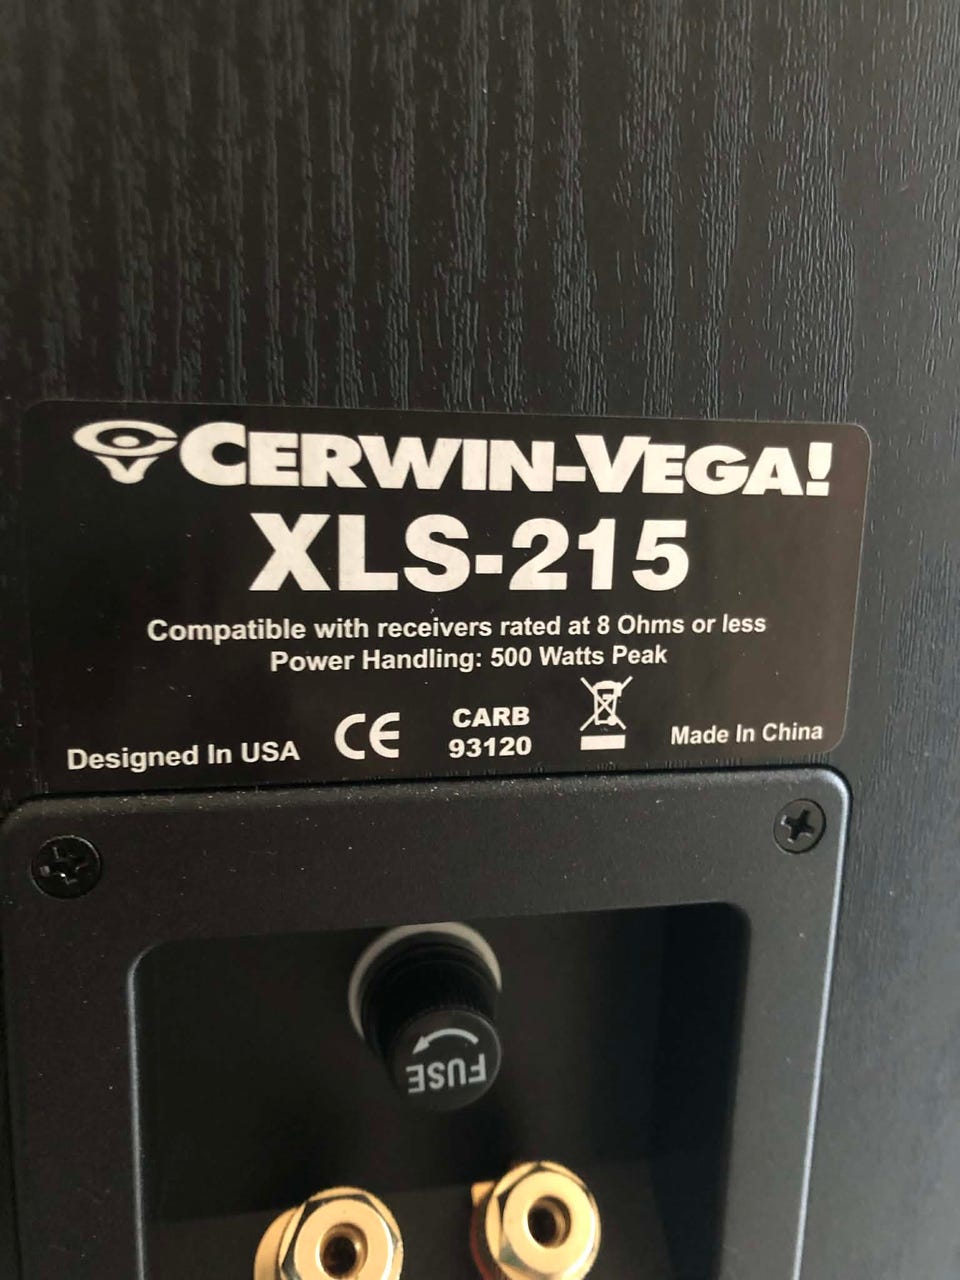 CERWIN-VEGA!
XLS-215
Compatible with receivers rated at 8 Ohms or less
Power Handling: 500 Watts Peak
Designed In USA
CE
CARB
93120
Made In China
FUSE